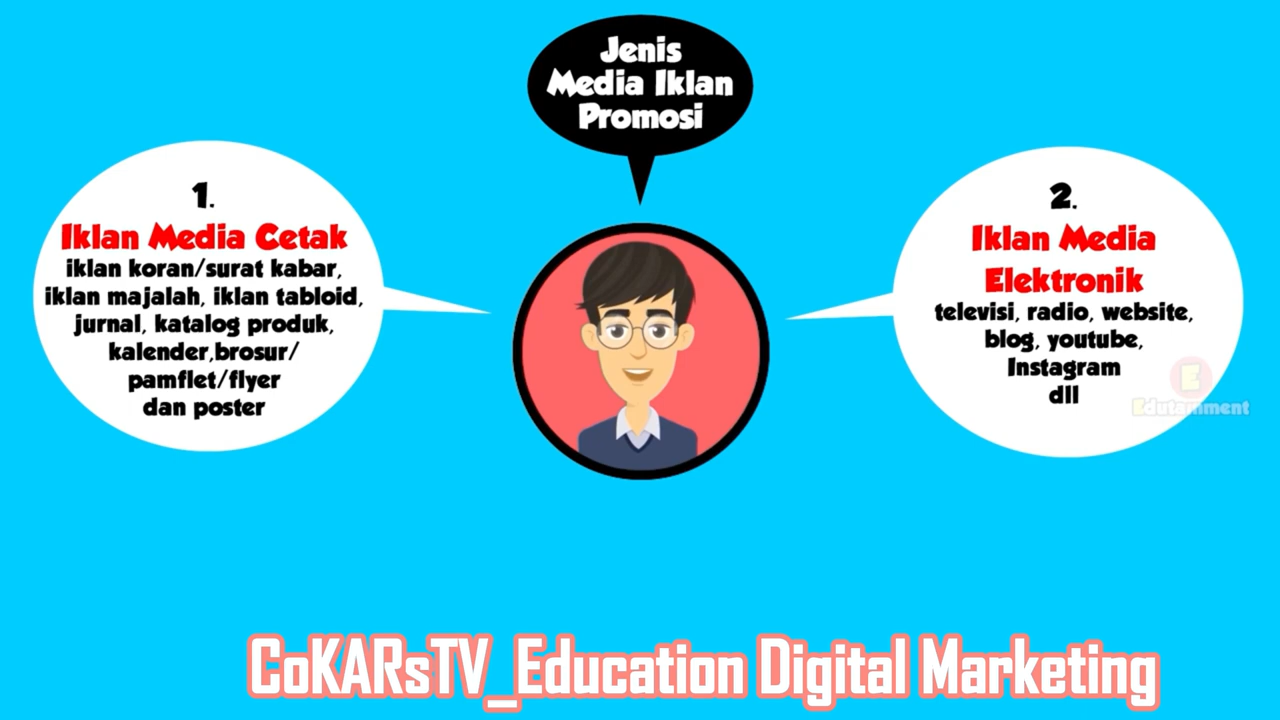 Jenis
Media Iklan
Promosi
1.
Iklan Media Cetak
iklan koran/surat kabar,
iklan majalah, iklan tabloid,
jurnal, katalog produk,
kalender,brosur/
pamflet/flyer
dan poster
2.
Iklan Media
Elektronik
televisi, radio, website,
blog, youtube,
Instagram
dll
E
Edutainment
CoKARsTV_Education Digital Marketing